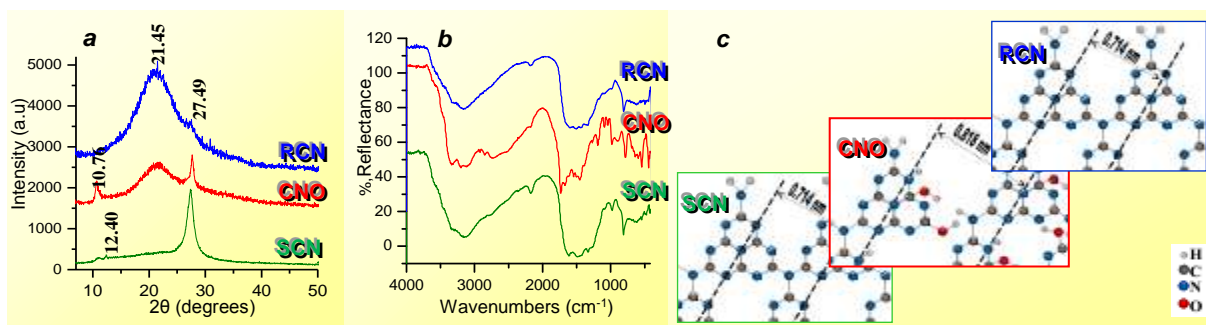 a
21.45
27.49
10.76
12.40
5000
4000
3000
2000
1000
0
Intensity (a.u)
RCN
CNO
SCN
10 20 30 40 50
2θ (degrees)
b
120
100
80
60
40
20
0
%,Reflectance
RCN
CNO
SCN
4000 3000 2000 1000
Wavenumbers (cm⁻¹)
c
RCN
0.714 nm
CNO
SCN
0.714 nm
H
C
N
O